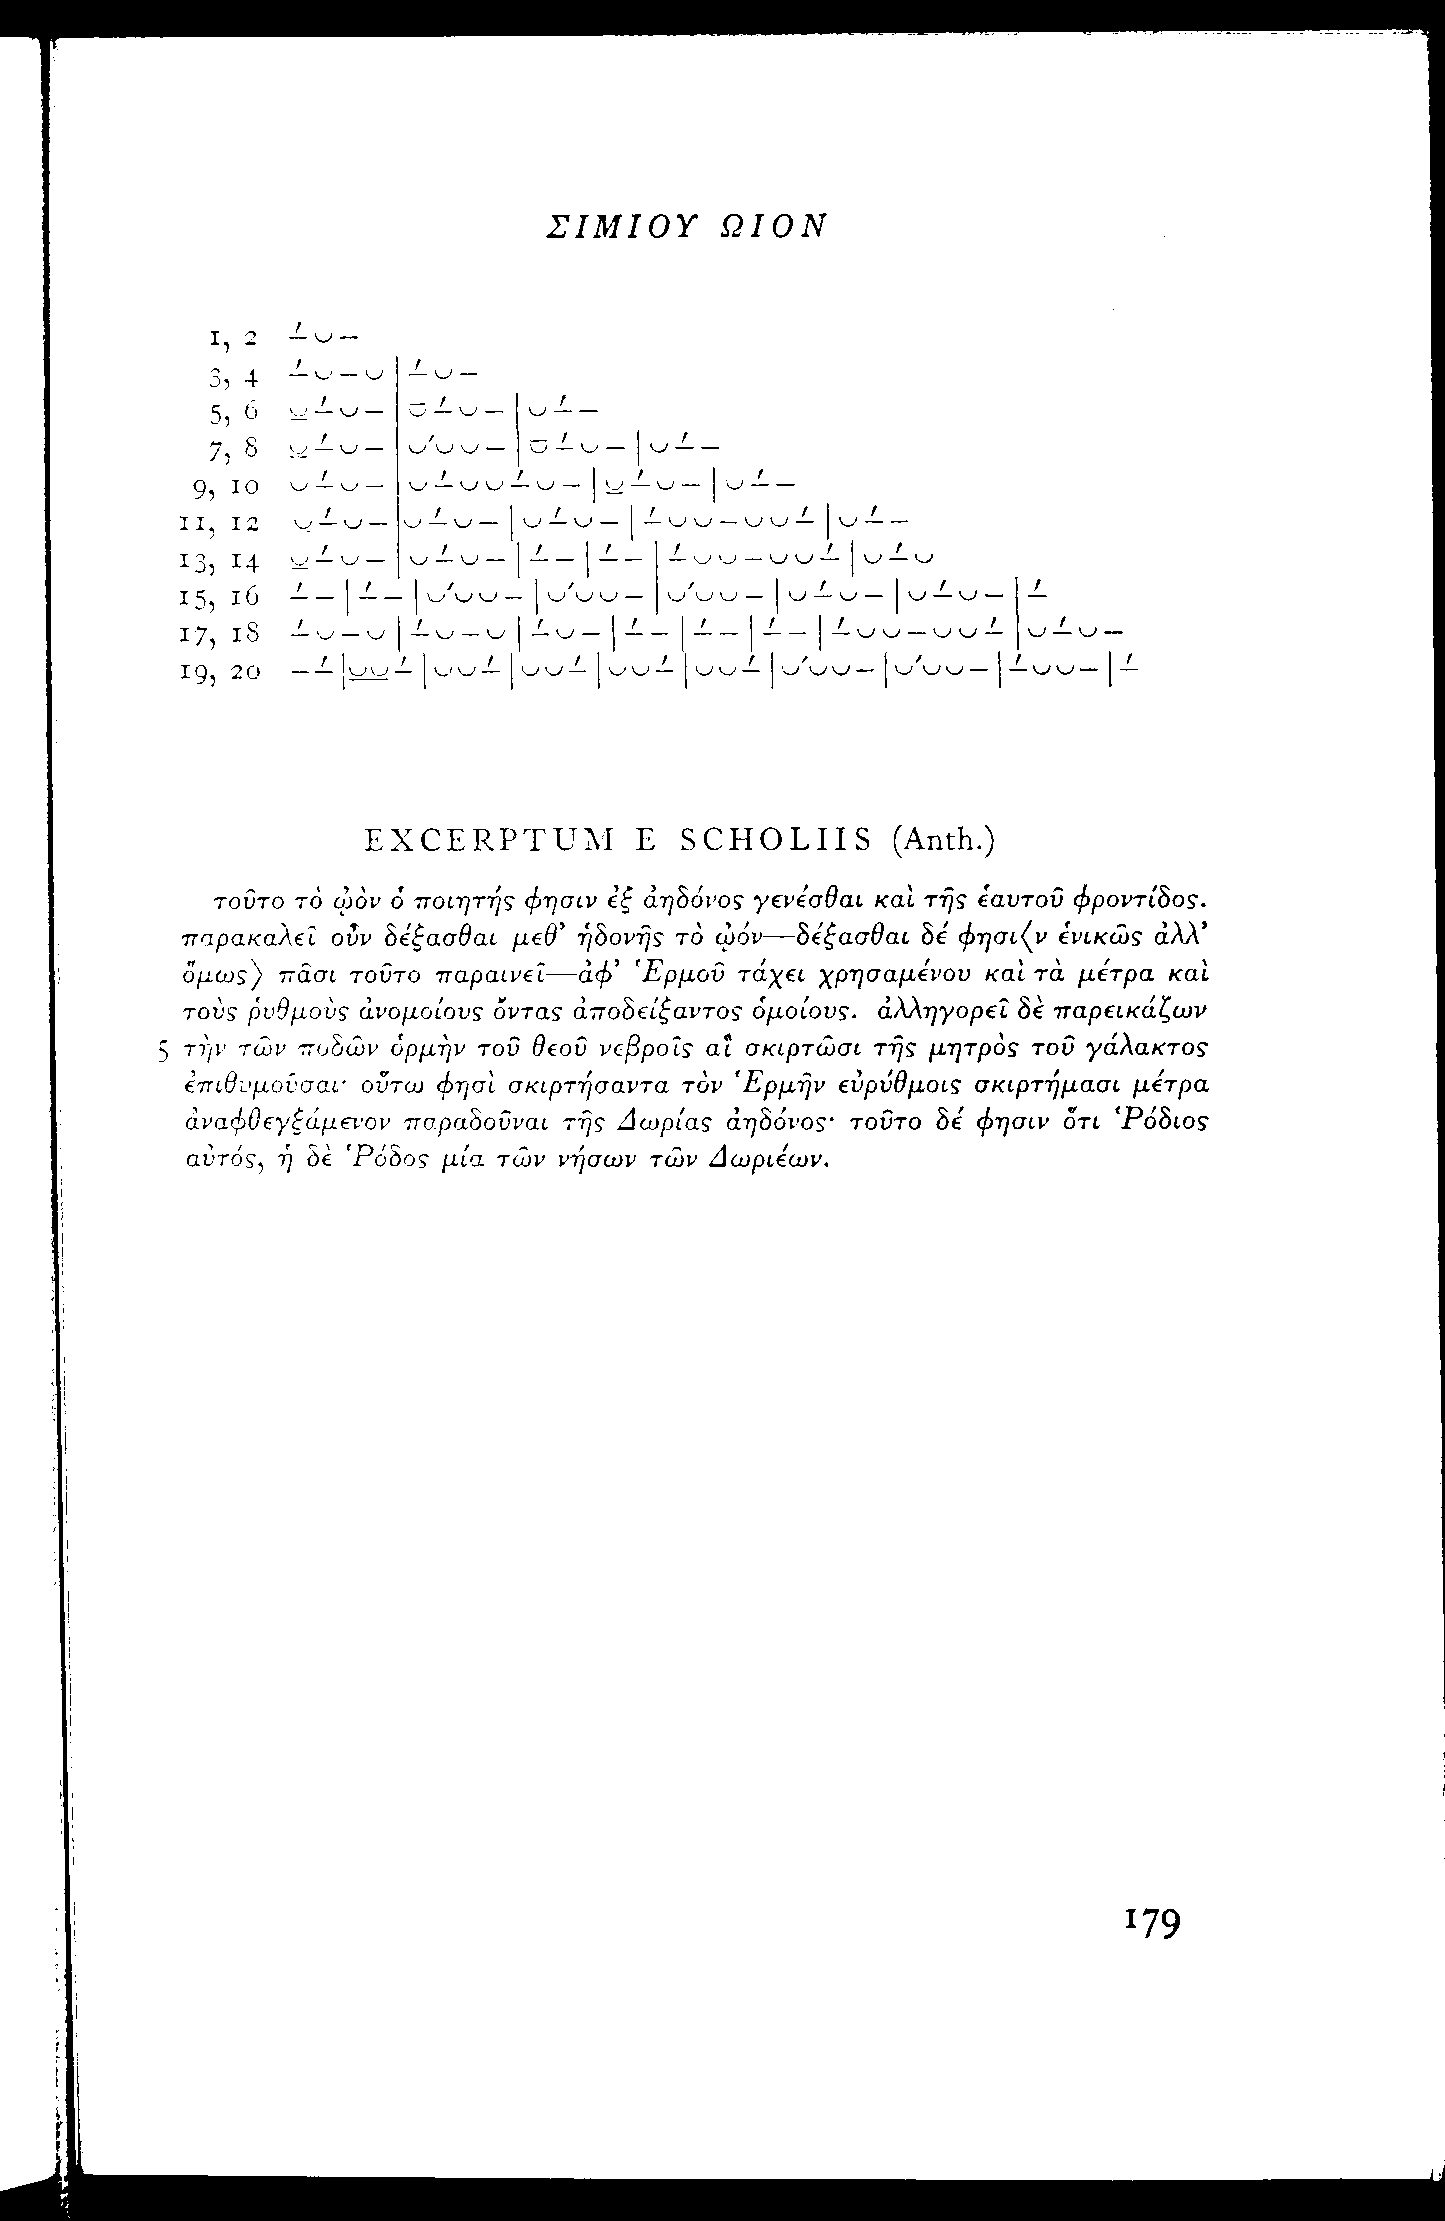 ΣΙΜΙΟΥ ΩΙΟΝ
1, 2 –́ ⏑ –
3, 4 –́ ⏑ – ⏑ | –́ ⏑ –
5, 6 ⏓ –́ ⏑ – | ⏒ –́ ⏑ – | ⏑ –́ –
7, 8 ⏓ –́ ⏑ – | ⏑ ́⏑ ⏑ – | ⏒ –́ ⏑ – | ⏑ –́ –
9, 10 ⏑ –́ ⏑ – | ⏑ –́ ⏑ ⏑ –́ ⏑ – | ⏓ –́ ⏑ – | ⏑ –́ –
11, 12 ⏑ –́ ⏑ – | ⏑ –́ ⏑ – | ⏑ –́ ⏑ – | –́ ⏑ ⏑ – ⏑ ⏑ –́ | ⏑ –́ –
13, 14 ⏓ –́ ⏑ – | ⏑ –́ ⏑ – | –́ – | –́ – | –́ ⏑ ⏑ – ⏑ ⏑ –́ | ⏑ –́ ⏑
15, 16 –́ – | –́ – | ⏑ ́⏑ ⏑ – | ⏑ ́⏑ ⏑ – | ⏑ ́⏑ ⏑ – | ⏑ –́ ⏑ – | ⏑ –́ ⏑ – | –́
17, 18 –́ ⏑ – ⏑ | –́ ⏑ – ⏑ | –́ ⏑ – | –́ – | –́ – | –́ – | –́ ⏑ ⏑ – ⏑ ⏑ –́ | ⏑ –́ ⏑ –
19, 20 – –́ | ⏔ –́ | ⏑ ⏑ –́ | ⏑ ⏑ –́ | ⏑ ⏑ –́ | ⏑ ⏑ –́ | ⏑ ́⏑ ⏑ – | ⏑ ́⏑ ⏑ – | –́ ⏑ ⏑ – | –́
EXCERPTUM E SCHOLIIS (Anth.)
τοῦτο τὸ ᾠὸν ὁ ποιητής φησιν ἐξ ἀηδόνος γενέσθαι καὶ τῆς ἑαυτοῦ φροντίδος.
παρακαλεῖ οὖν δέξασθαι μεθ’ ἡδονῆς τὸ ᾠόν—δέξασθαι δέ φησι⟨ν ἑνικῶς ἀλλ’
ὅμως⟩ πᾶσι τοῦτο παραινεῖ—ἀφ’ Ἑρμοῦ τάχει χρησαμένου καὶ τὰ μέτρα καὶ
τοὺς ῥυθμοὺς ἀνομοίους ὄντας ἀποδείξαντος ὁμοίους. ἀλληγορεῖ δὲ παρεικάζων
5 τὴν τῶν ποδῶν ὁρμὴν τοῦ θεοῦ νεβροῖς αἳ σκιρτῶσι τῆς μητρὸς τοῦ γάλακτος
ἐπιθυμοῦσαι· οὕτω φησὶ σκιρτήσαντα τὸν Ἑρμῆν εὐρύθμοις σκιρτήμασι μέτρα
ἀναφθεγξάμενον παραδοῦναι τῆς Δωρίας ἀηδόνος· τοῦτο δέ φησιν ὅτι Ῥόδιος
αὐτός, ἡ δὲ Ῥόδος μία τῶν νήσων τῶν Δωριέων.
179